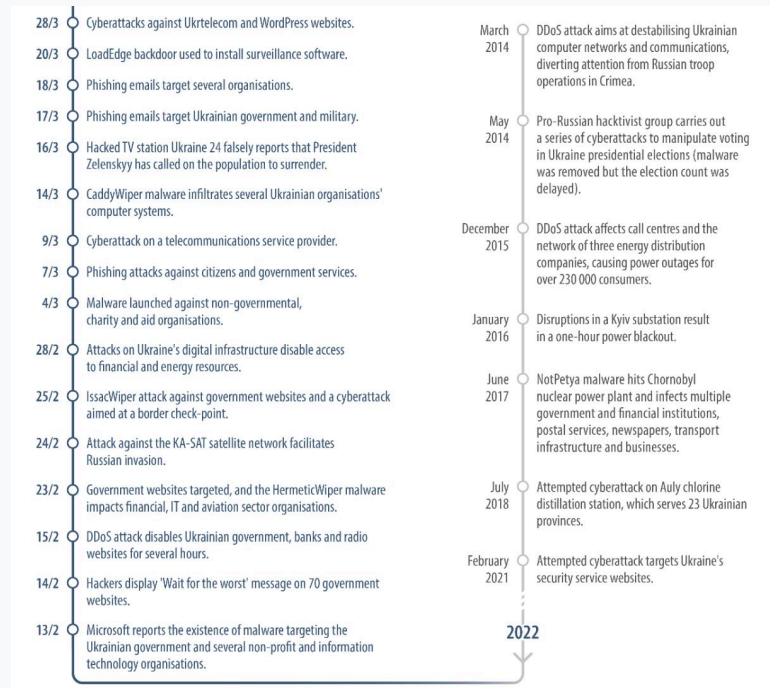 28/3 Cyberattacks against Ukrtelecom and WordPress websites.
20/3 LoadEdge backdoor used to install surveillance software.
18/3 Phishing emails target several organisations.
17/3 Phishing emails target Ukrainian government and military.
16/3 Hacked TV station Ukraine 24 falsely reports that President
Zelenskyy has called on the population to surrender.
14/3 CaddyWiper malware infiltrates several Ukrainian organisations'
computer systems.
9/3 Cyberattack on a telecommunications service provider.
7/3 Phishing attacks against citizens and government services.
4/3 Malware launched against non-governmental,
charity and aid organisations.
28/2 Attacks on Ukraine's digital infrastructure disable access
to financial and energy resources.
25/2 IssacWiper attack against government websites and a cyberattack
aimed at a border check-point.
24/2 Attack against the KA-SAT satellite network facilitates
Russian invasion.
23/2 Government websites targeted, and the HermeticWiper malware
impacts financial, IT and aviation sector organisations.
15/2 DDoS attack disables Ukrainian government, banks and radio
websites for several hours.
14/2 Hackers display 'Wait for the worst' message on 70 government
websites.
13/2 Microsoft reports the existence of malware targeting the
Ukrainian government and several non-profit and information
technology organisations.
March DDoS attack aims at destabilising Ukrainian
2014 computer networks and communications,
diverting attention from Russian troop
operations in Crimea.
May Pro-Russian hacktivist group carries out
2014 a series of cyberattacks to manipulate voting
in Ukraine presidential elections (malware
was removed but the election count was
delayed).
December DDoS attack affects call centres and the
2015 network of three energy distribution
companies, causing power outages for
over 230 000 consumers.
January Disruptions in a Kyiv substation result
2016 in a one-hour power blackout.
June NotPetya malware hits Chornobyl
2017 nuclear power plant and infects multiple
government and financial institutions,
postal services, newspapers, transport
infrastructure and businesses.
July Attempted cyberattack on Auly chlorine
2018 distillation station, which serves 23 Ukrainian
provinces.
February Attempted cyberattack targets Ukraine's
2021 security service websites.
2022